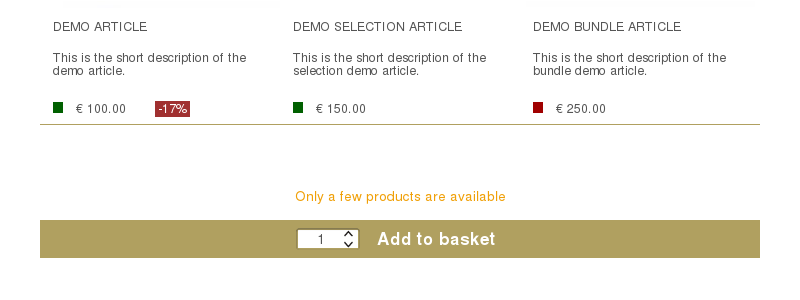 DEMO ARTICLE
This is the short description of the
demo article.
€ 100.00 -17%
DEMO SELECTION ARTICLE
This is the short description of the
selection demo article.
€ 150.00
DEMO BUNDLE ARTICLE
This is the short description of the
bundle demo article.
€ 250.00
Only a few products are available
1 Add to basket